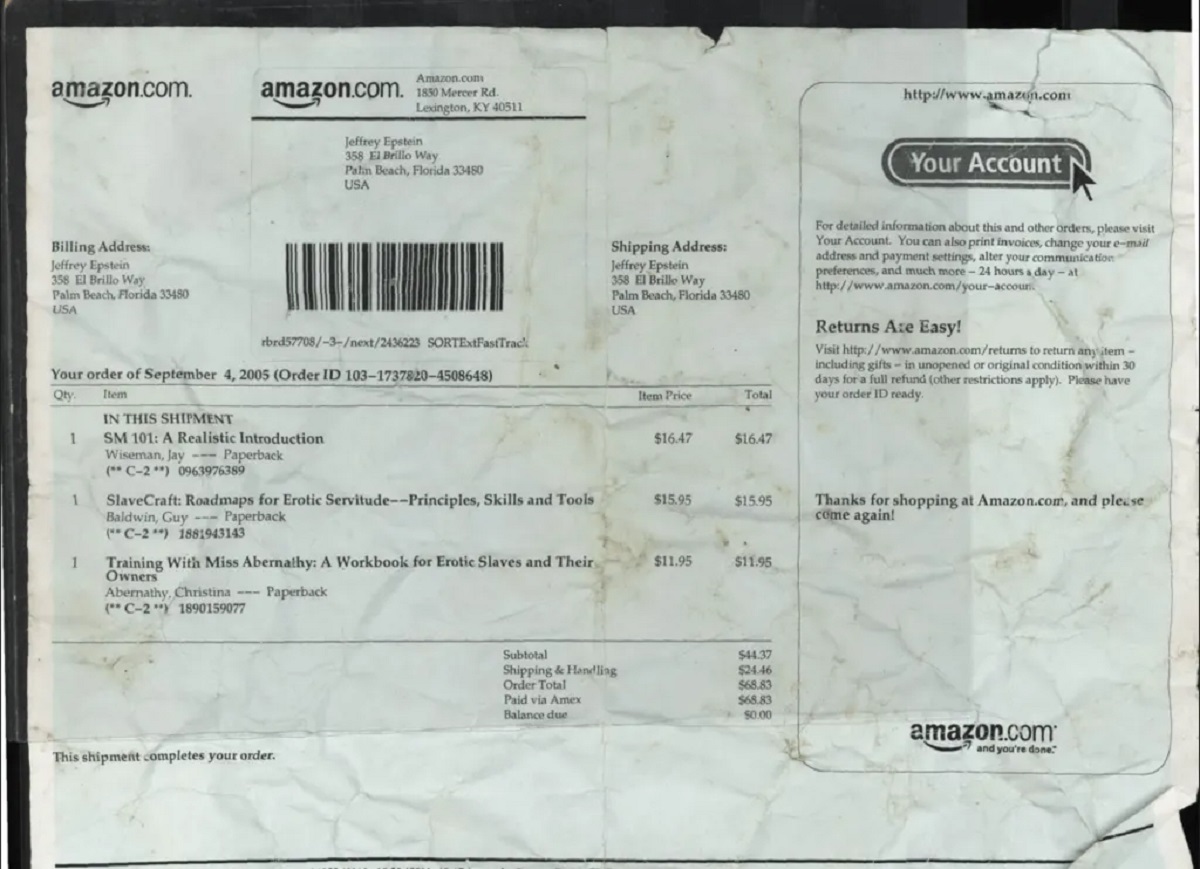 amazon.com.
amazon.com.
Amazon.com
1850 Mercer Rd.
Lexington, KY 40511
Jeffrey Epstein
358 El Brillo Way
Palm Beach, Florida 33480
USA
Billing Address:
Jeffrey Epstein
358 El Brillo Way
Palm Beach, Florida 33480
USA
rbrd57708/-3-/next/2436223 SORTExtFastTrack
Shipping Address:
Jeffrey Epstein
358 El Brillo Way
Palm Beach, Florida 33480
USA
Your order of September 4, 2005 (Order ID 103-1737820-4508648)
Qty. Item Item Price Total
IN THIS SHIPMENT
1 SM 101: A Realistic Introduction $16.47 $16.47
Wiseman, Jay --- Paperback
(** C-2 **) 0963976389
1 SlaveCraft: Roadmaps for Erotic Servitude--Principles, Skills and Tools $15.95 $15.95
Baldwin, Guy --- Paperback
(** C-2 **) 1881943143
1 Training With Miss Abernathy: A Workbook for Erotic Slaves and Their $11.95 $11.95
Owners
Abernathy, Christina --- Paperback
(** C-2 **) 1890159077
Subtotal $44.37
Shipping & Handling $24.46
Order Total $68.83
Paid via Amex $68.83
Balance due $0.00
This shipment completes your order.
http://www.amazon.com
Your Account
For detailed information about this and other orders, please visit
Your Account. You can also print invoices, change your e-mail
address and payment settings, alter your communication
preferences, and much more - 24 hours a day - at
http://www.amazon.com/your-account.
Returns Are Easy!
Visit http://www.amazon.com/returns to return any item -
including gifts - in unopened or original condition within 30
days for a full refund (other restrictions apply). Please have
your order ID ready.
Thanks for shopping at Amazon.com, and please
come again!
amazon.com
and you're done.™